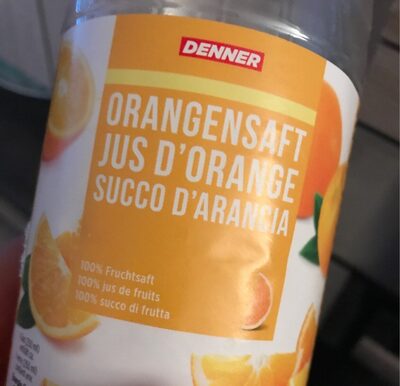 DENNER
ORANGENSAFT
JUS D'ORANGE
SUCCO D'ARANCIA
100% Fruchtsaft
100% jus de fruits
100% succo di frutta